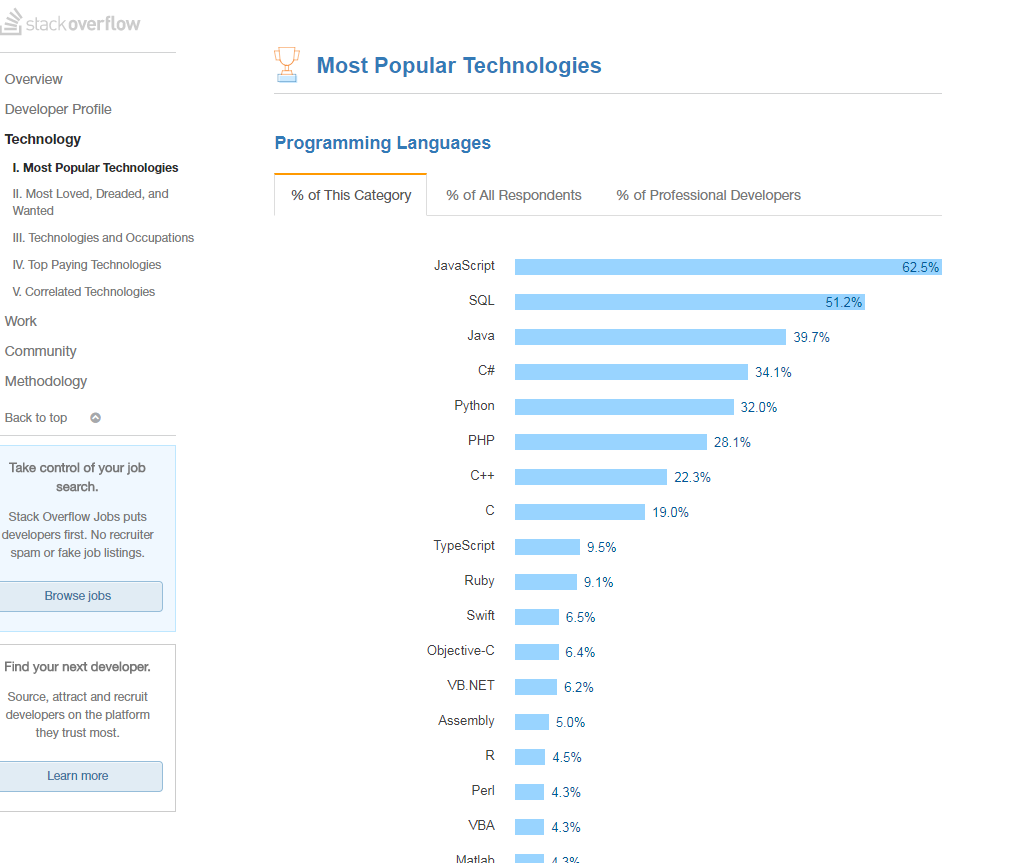 stackoverflow
Overview
Developer Profile
Technology
I. Most Popular Technologies
II. Most Loved, Dreaded, and
Wanted
III. Technologies and Occupations
IV. Top Paying Technologies
V. Correlated Technologies
Work
Community
Methodology
Back to top
Take control of your job
search.
Stack Overflow Jobs puts
developers first. No recruiter
spam or fake job listings.
Browse jobs
Find your next developer.
Source, attract and recruit
developers on the platform
they trust most.
Learn more
Most Popular Technologies
Programming Languages
% of This Category % of All Respondents % of Professional Developers
JavaScript 62.5%
SQL 51.2%
Java 39.7%
C# 34.1%
Python 32.0%
PHP 28.1%
C++ 22.3%
C 19.0%
TypeScript 9.5%
Ruby 9.1%
Swift 6.5%
Objective-C 6.4%
VB.NET 6.2%
Assembly 5.0%
R 4.5%
Perl 4.3%
VBA 4.3%
Matlab 4.3%